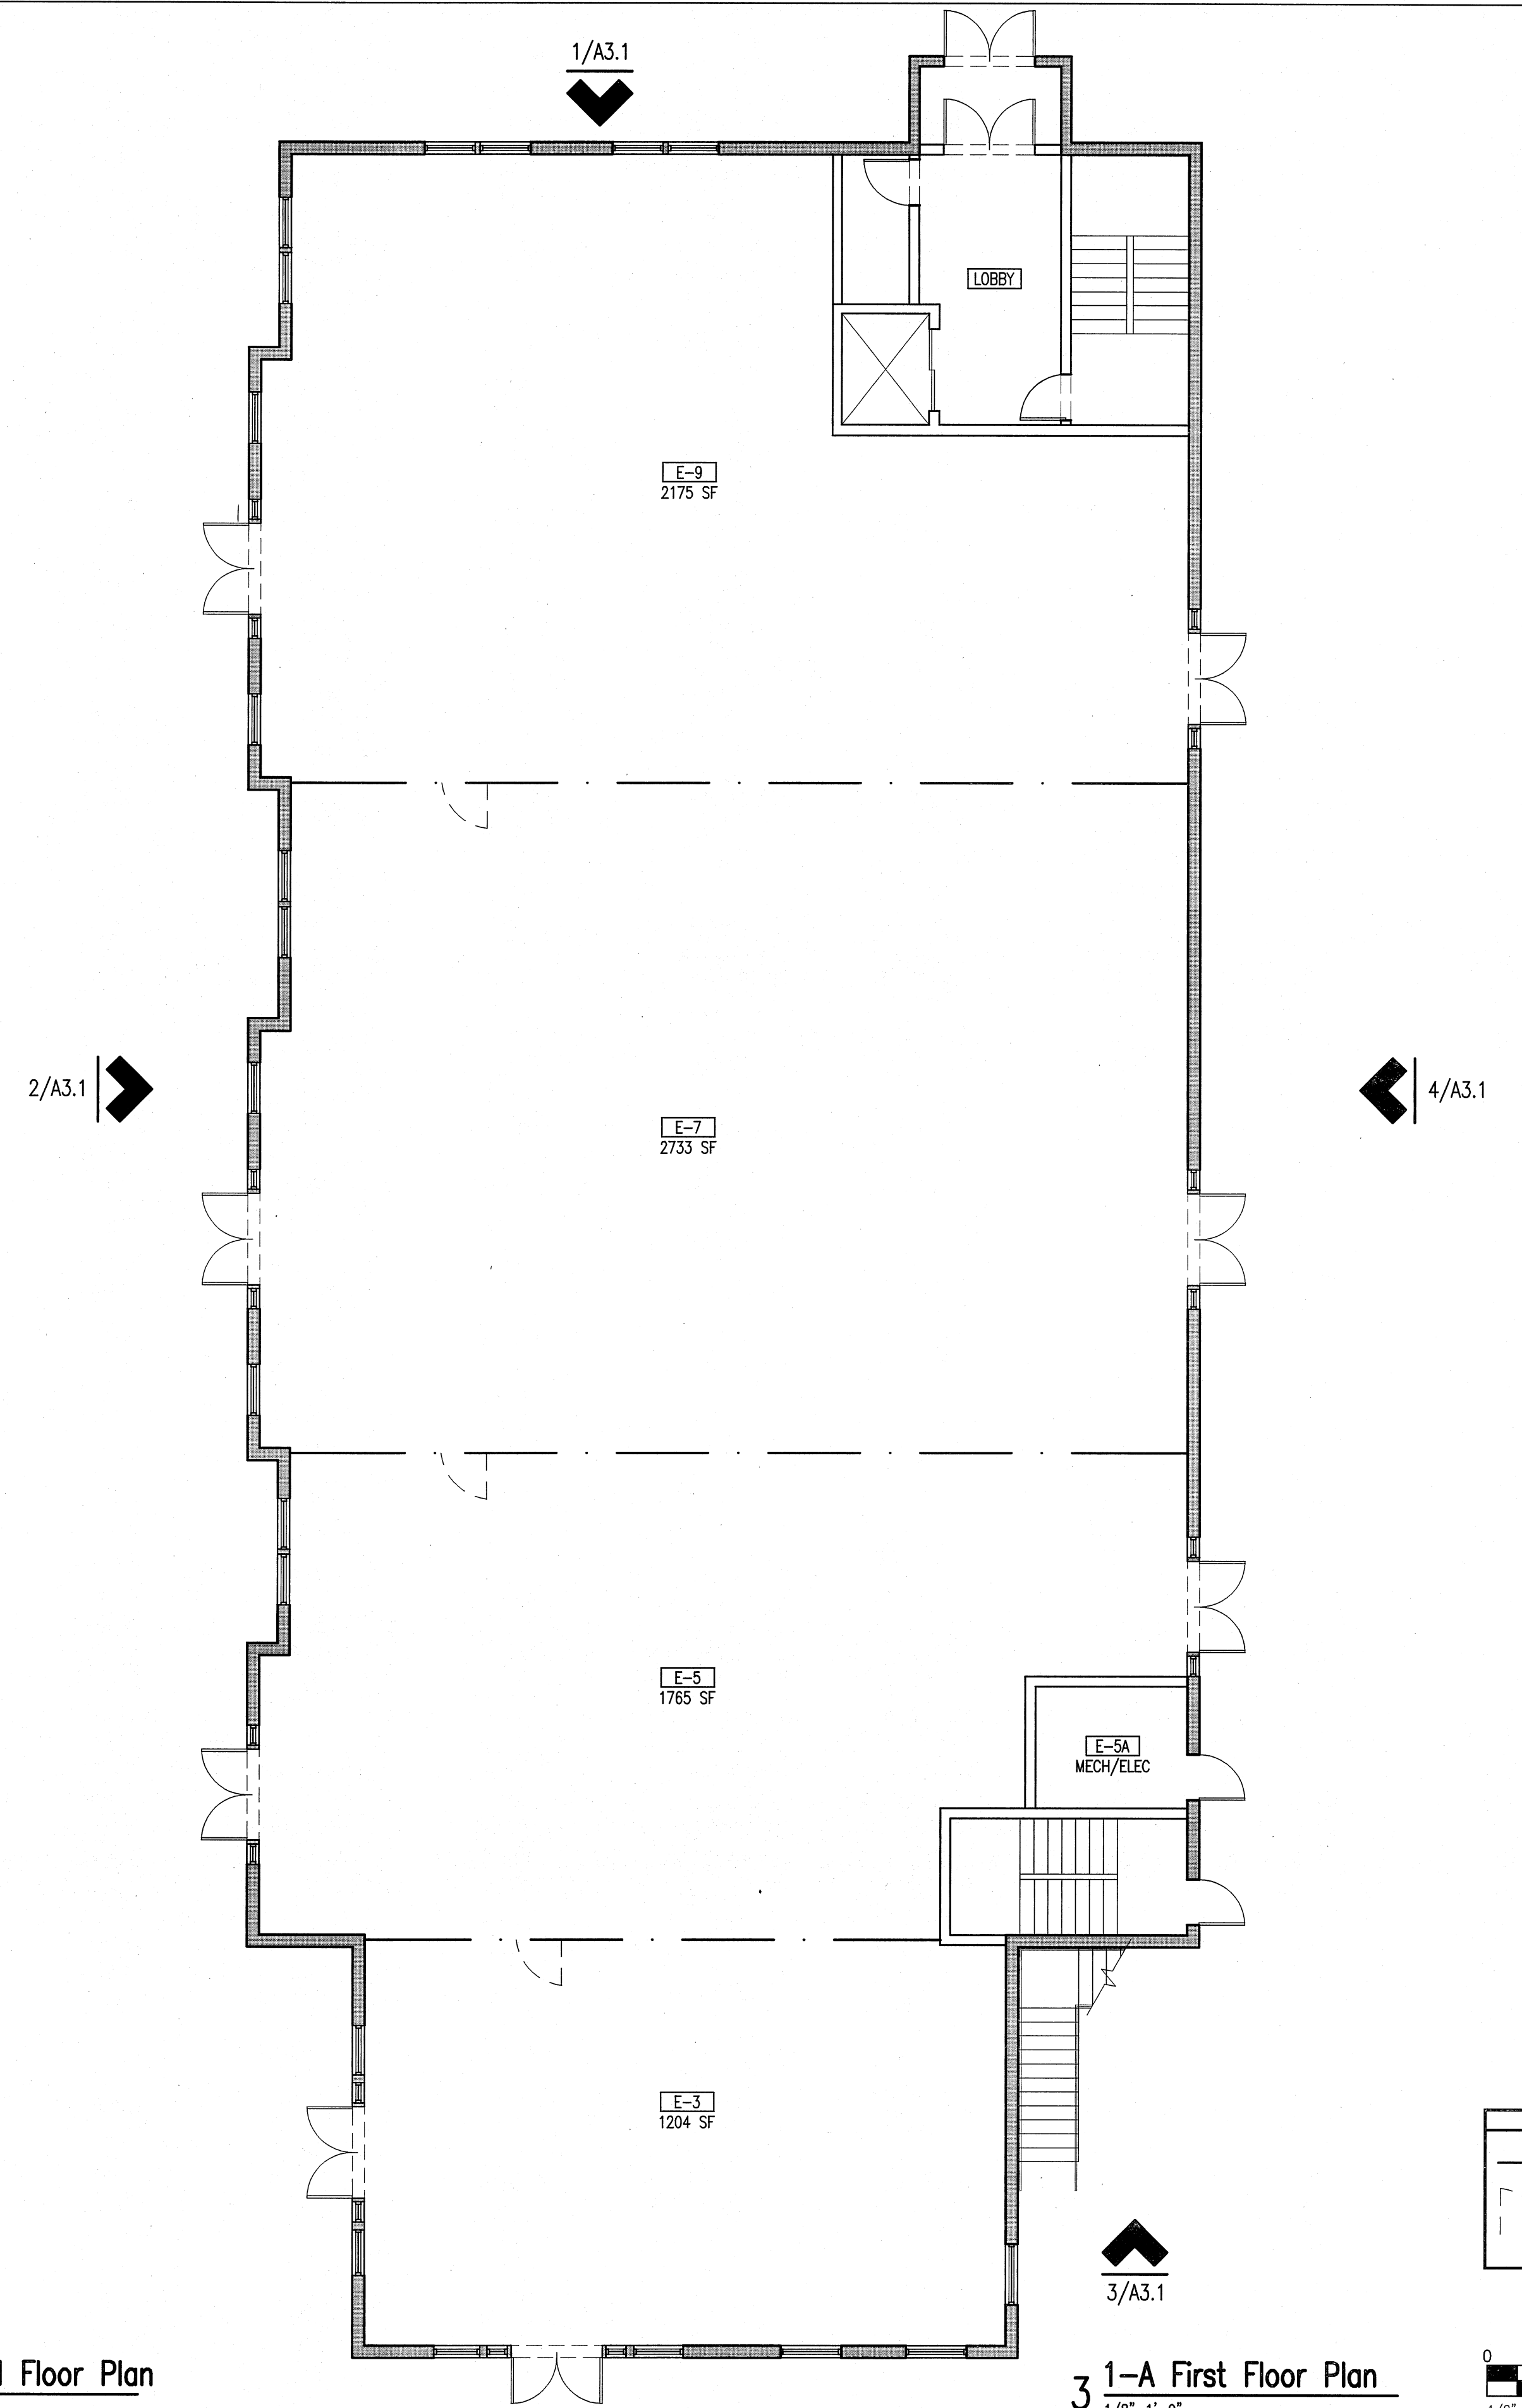 1/A3.1
LOBBY
E-9
2175 SF
2/A3.1
4/A3.1
E-7
2733 SF
E-5
1765 SF
E-5A
MECH/ELEC
E-3
1204 SF
3/A3.1
Floor Plan
3 1-A First Floor Plan
0